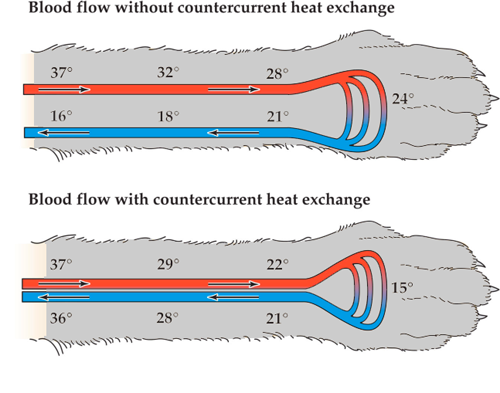 Blood flow without countercurrent heat exchange
37° 32° 28°
24°
16° 18° 21°
Blood flow with countercurrent heat exchange
37° 29° 22°
15°
36° 28° 21°